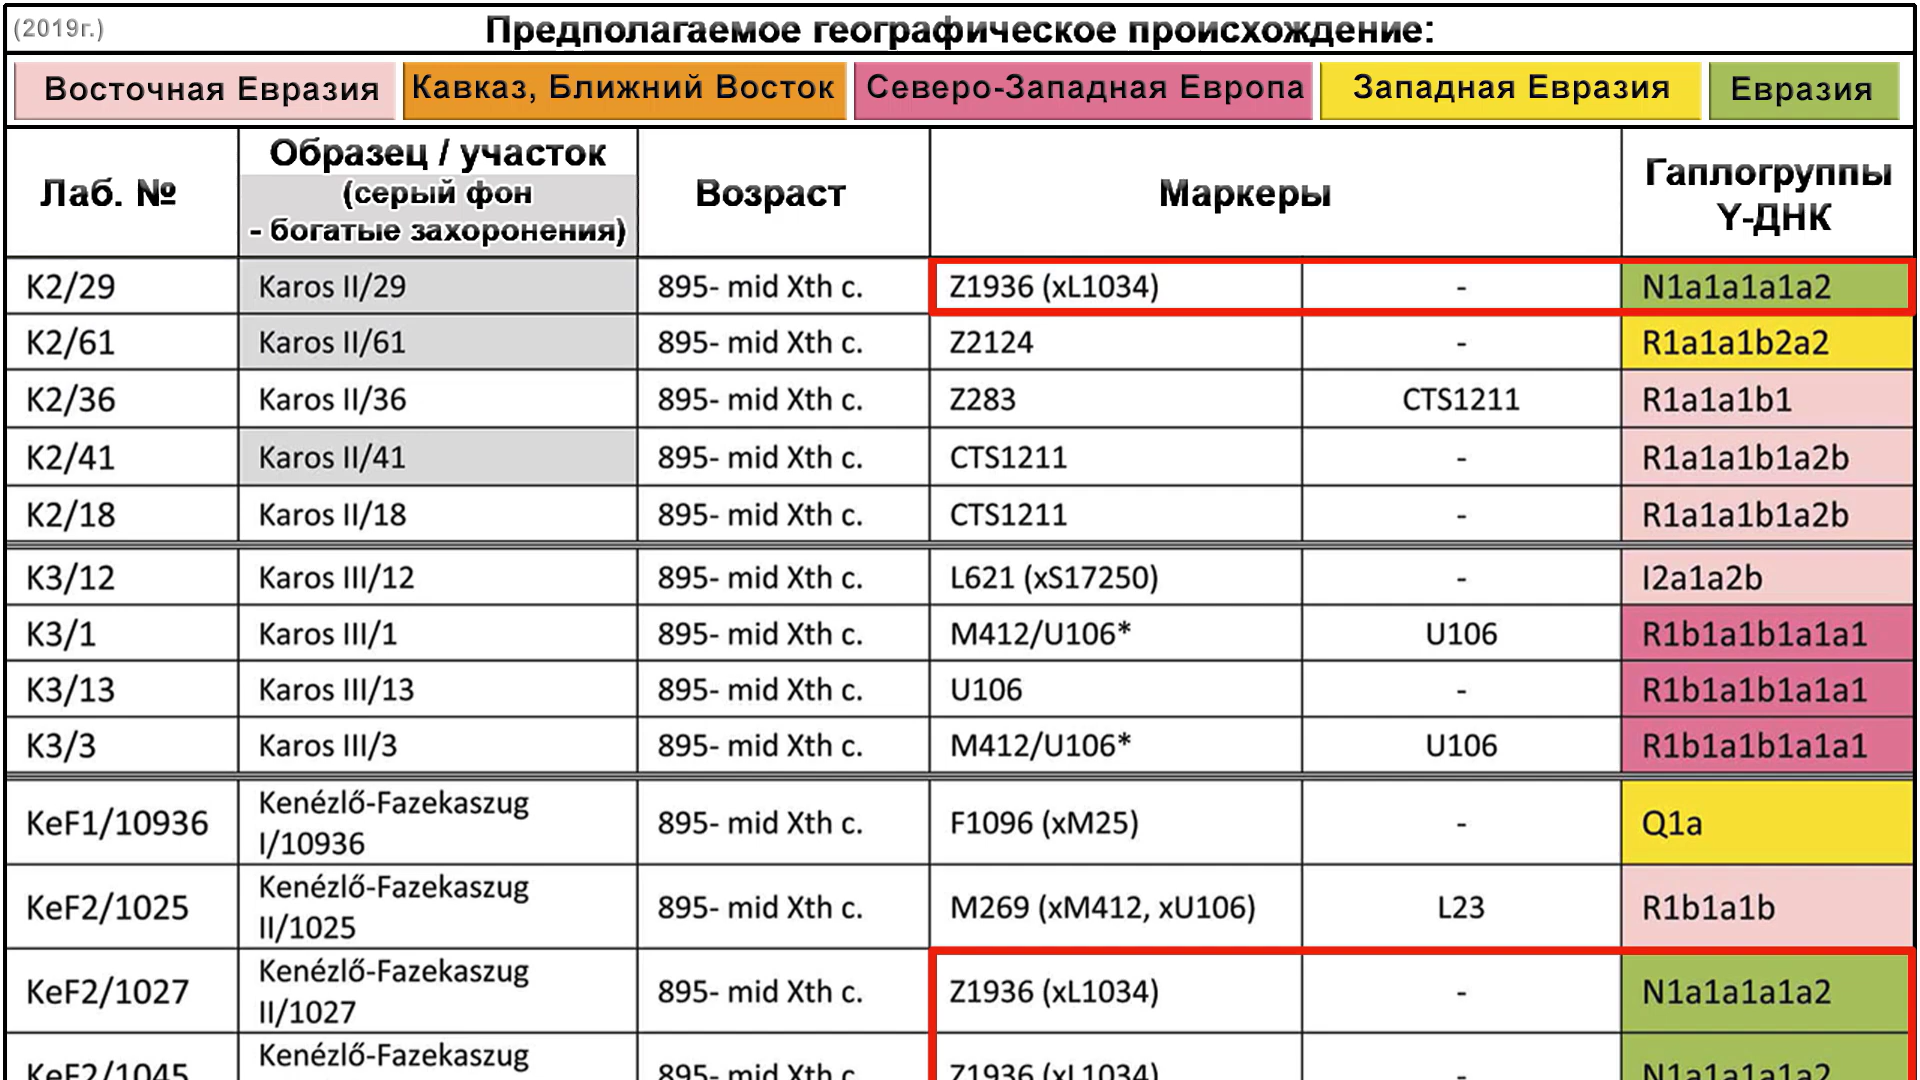 (2019г.)
Предполагаемое географическое происхождение:
Восточная Евразия Кавказ, Ближний Восток Северо-Западная Европа Западная Евразия Евразия
Лаб. № Образец / участок (серый фон - богатые захоронения) Возраст Маркеры Гаплогруппы Y-ДНК
K2/29 Karos II/29 895- mid Xth c. Z1936 (xL1034) - N1a1a1a1a2
K2/61 Karos II/61 895- mid Xth c. Z2124 - R1a1a1b2a2
K2/36 Karos II/36 895- mid Xth c. Z283 CTS1211 R1a1a1b1
K2/41 Karos II/41 895- mid Xth c. CTS1211 - R1a1a1b1a2b
K2/18 Karos II/18 895- mid Xth c. CTS1211 - R1a1a1b1a2b
K3/12 Karos III/12 895- mid Xth c. L621 (xS17250) - I2a1a2b
K3/1 Karos III/1 895- mid Xth c. M412/U106* U106 R1b1a1b1a1a1
K3/13 Karos III/13 895- mid Xth c. U106 - R1b1a1b1a1a1
K3/3 Karos III/3 895- mid Xth c. M412/U106* U106 R1b1a1b1a1a1
KeF1/10936 Kenézlő-Fazekaszug I/10936 895- mid Xth c. F1096 (xM25) - Q1a
KeF2/1025 Kenézlő-Fazekaszug II/1025 895- mid Xth c. M269 (xM412, xU106) L23 R1b1a1b
KeF2/1027 Kenézlő-Fazekaszug II/1027 895- mid Xth c. Z1936 (xL1034) - N1a1a1a1a2
KeF2/1045 Kenézlő-Fazekaszug 895- mid Xth c. Z1936 (xL1034) - N1a1a1a1a2